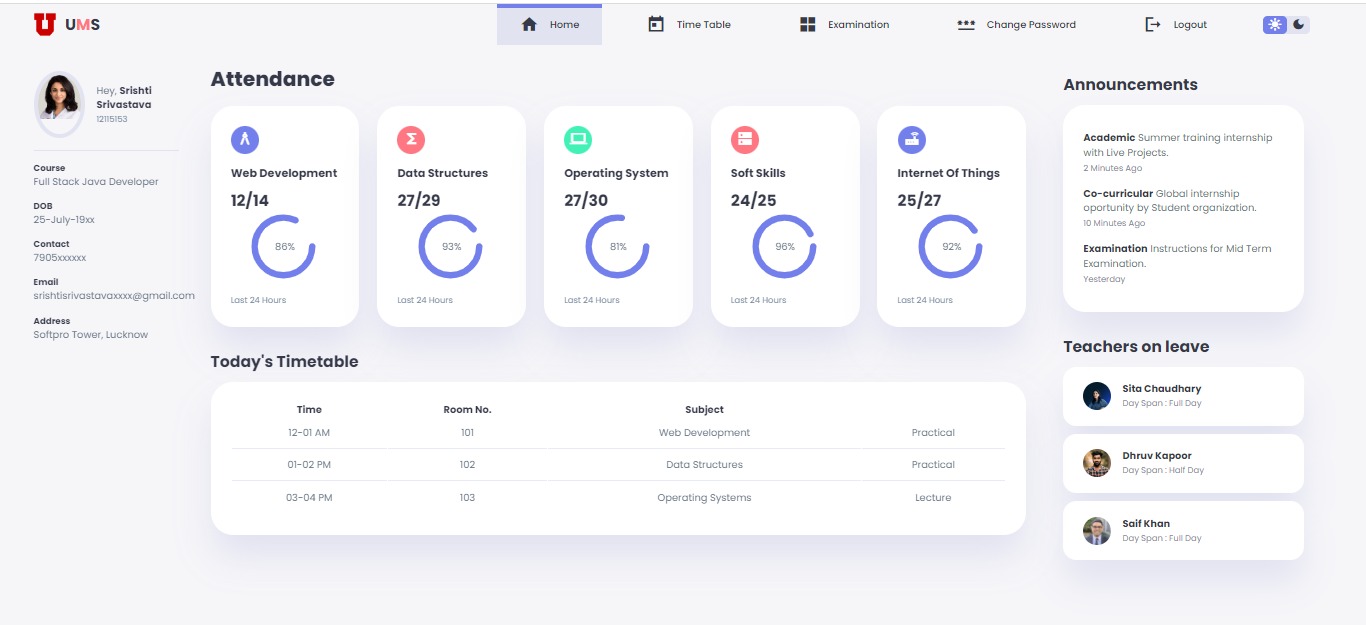 UMS
Home
Time Table
Examination
Change Password
Logout
Hey, Srishti
Srivastava
12115153
Course
Full Stack Java Developer
DOB
25-July-19xx
Contact
7905xxxxxx
Email
srishtisrivastavaxxxx@gmail.com
Address
Softpro Tower, Lucknow
Attendance
Web Development
12/14
86%
Last 24 Hours
Data Structures
27/29
93%
Last 24 Hours
Operating System
27/30
81%
Last 24 Hours
Soft Skills
24/25
96%
Last 24 Hours
Internet Of Things
25/27
92%
Last 24 Hours
Today's Timetable
Time Room No. Subject
12-01 AM 101 Web Development Practical
01-02 PM 102 Data Structures Practical
03-04 PM 103 Operating Systems Lecture
Announcements
Academic Summer training internship
with Live Projects.
2 Minutes Ago
Co-curricular Global internship
oportunity by Student organization.
10 Minutes Ago
Examination Instructions for Mid Term
Examination.
Yesterday
Teachers on leave
Sita Chaudhary
Day Span : Full Day
Dhruv Kapoor
Day Span : Half Day
Saif Khan
Day Span : Full Day